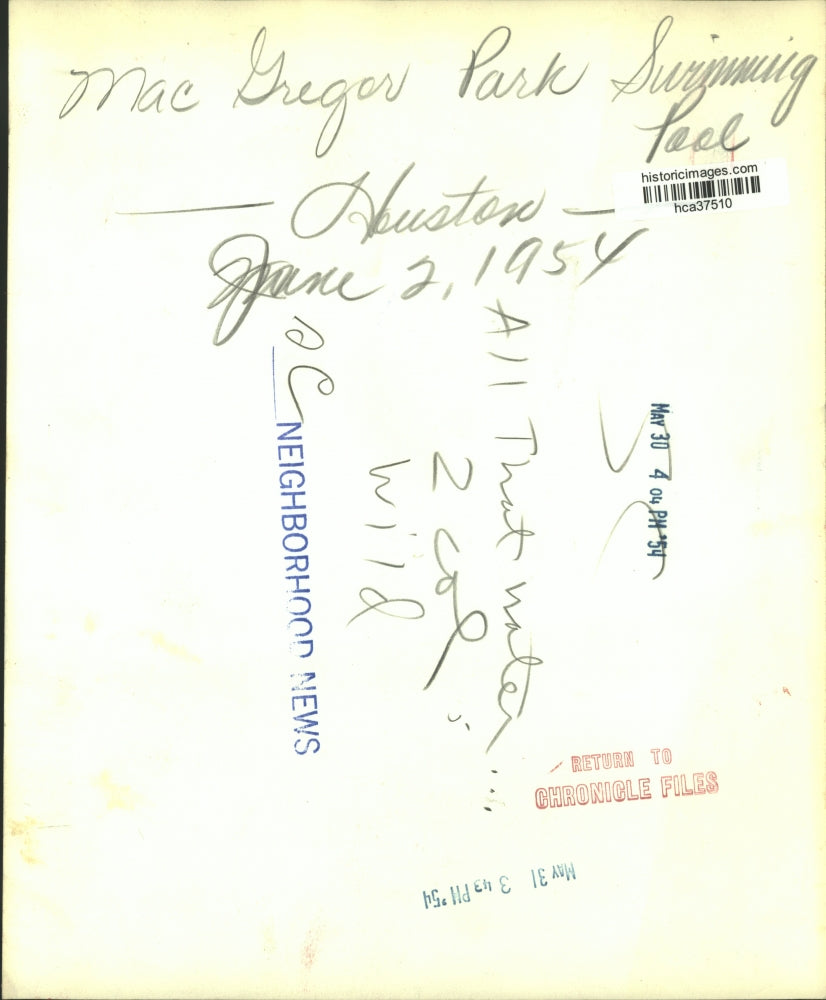 Mac Gregor Park Swimming
Pool
historicimages.com
hca37510
Houston
June 2, 1954
All That water
2 col
Wild
NEIGHBORHOOD NEWS
MAY 30 4 04 PM '54
RETURN TO
CHRONICLE FILES
MAY 31 3 43 PM '54